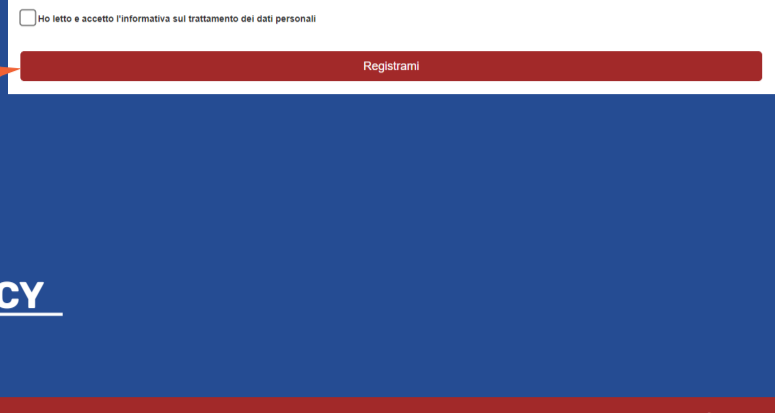 Ho letto e accetto l'informativa sul trattamento dei dati personali
Registrami
CY